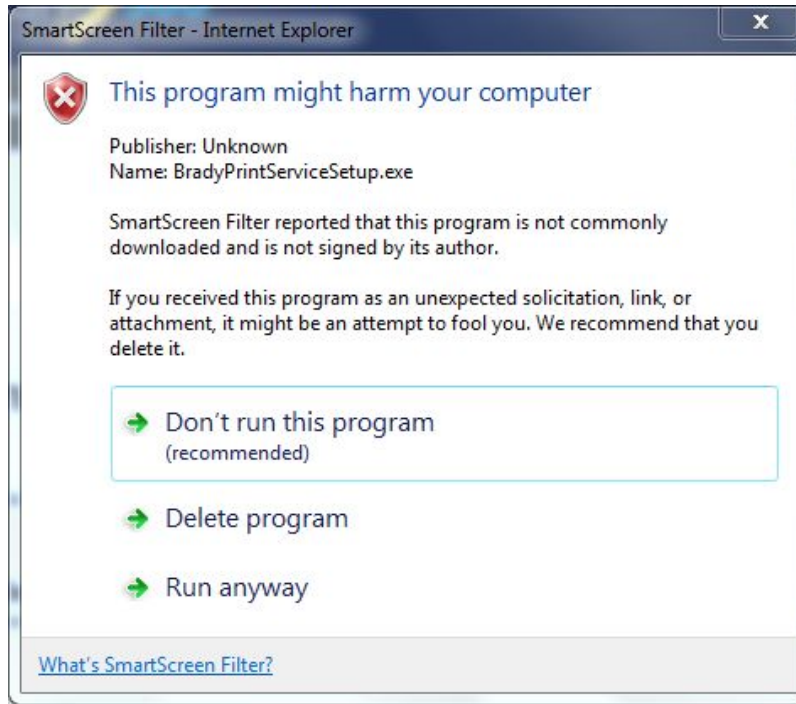 SmartScreen Filter - Internet Explorer
X
This program might harm your computer
Publisher: Unknown
Name: BradyPrintServiceSetup.exe
SmartScreen Filter reported that this program is not commonly
downloaded and is not signed by its author.
If you received this program as an unexpected solicitation, link, or
attachment, it might be an attempt to fool you. We recommend that you
delete it.
Don't run this program
(recommended)
Delete program
Run anyway
What's SmartScreen Filter?